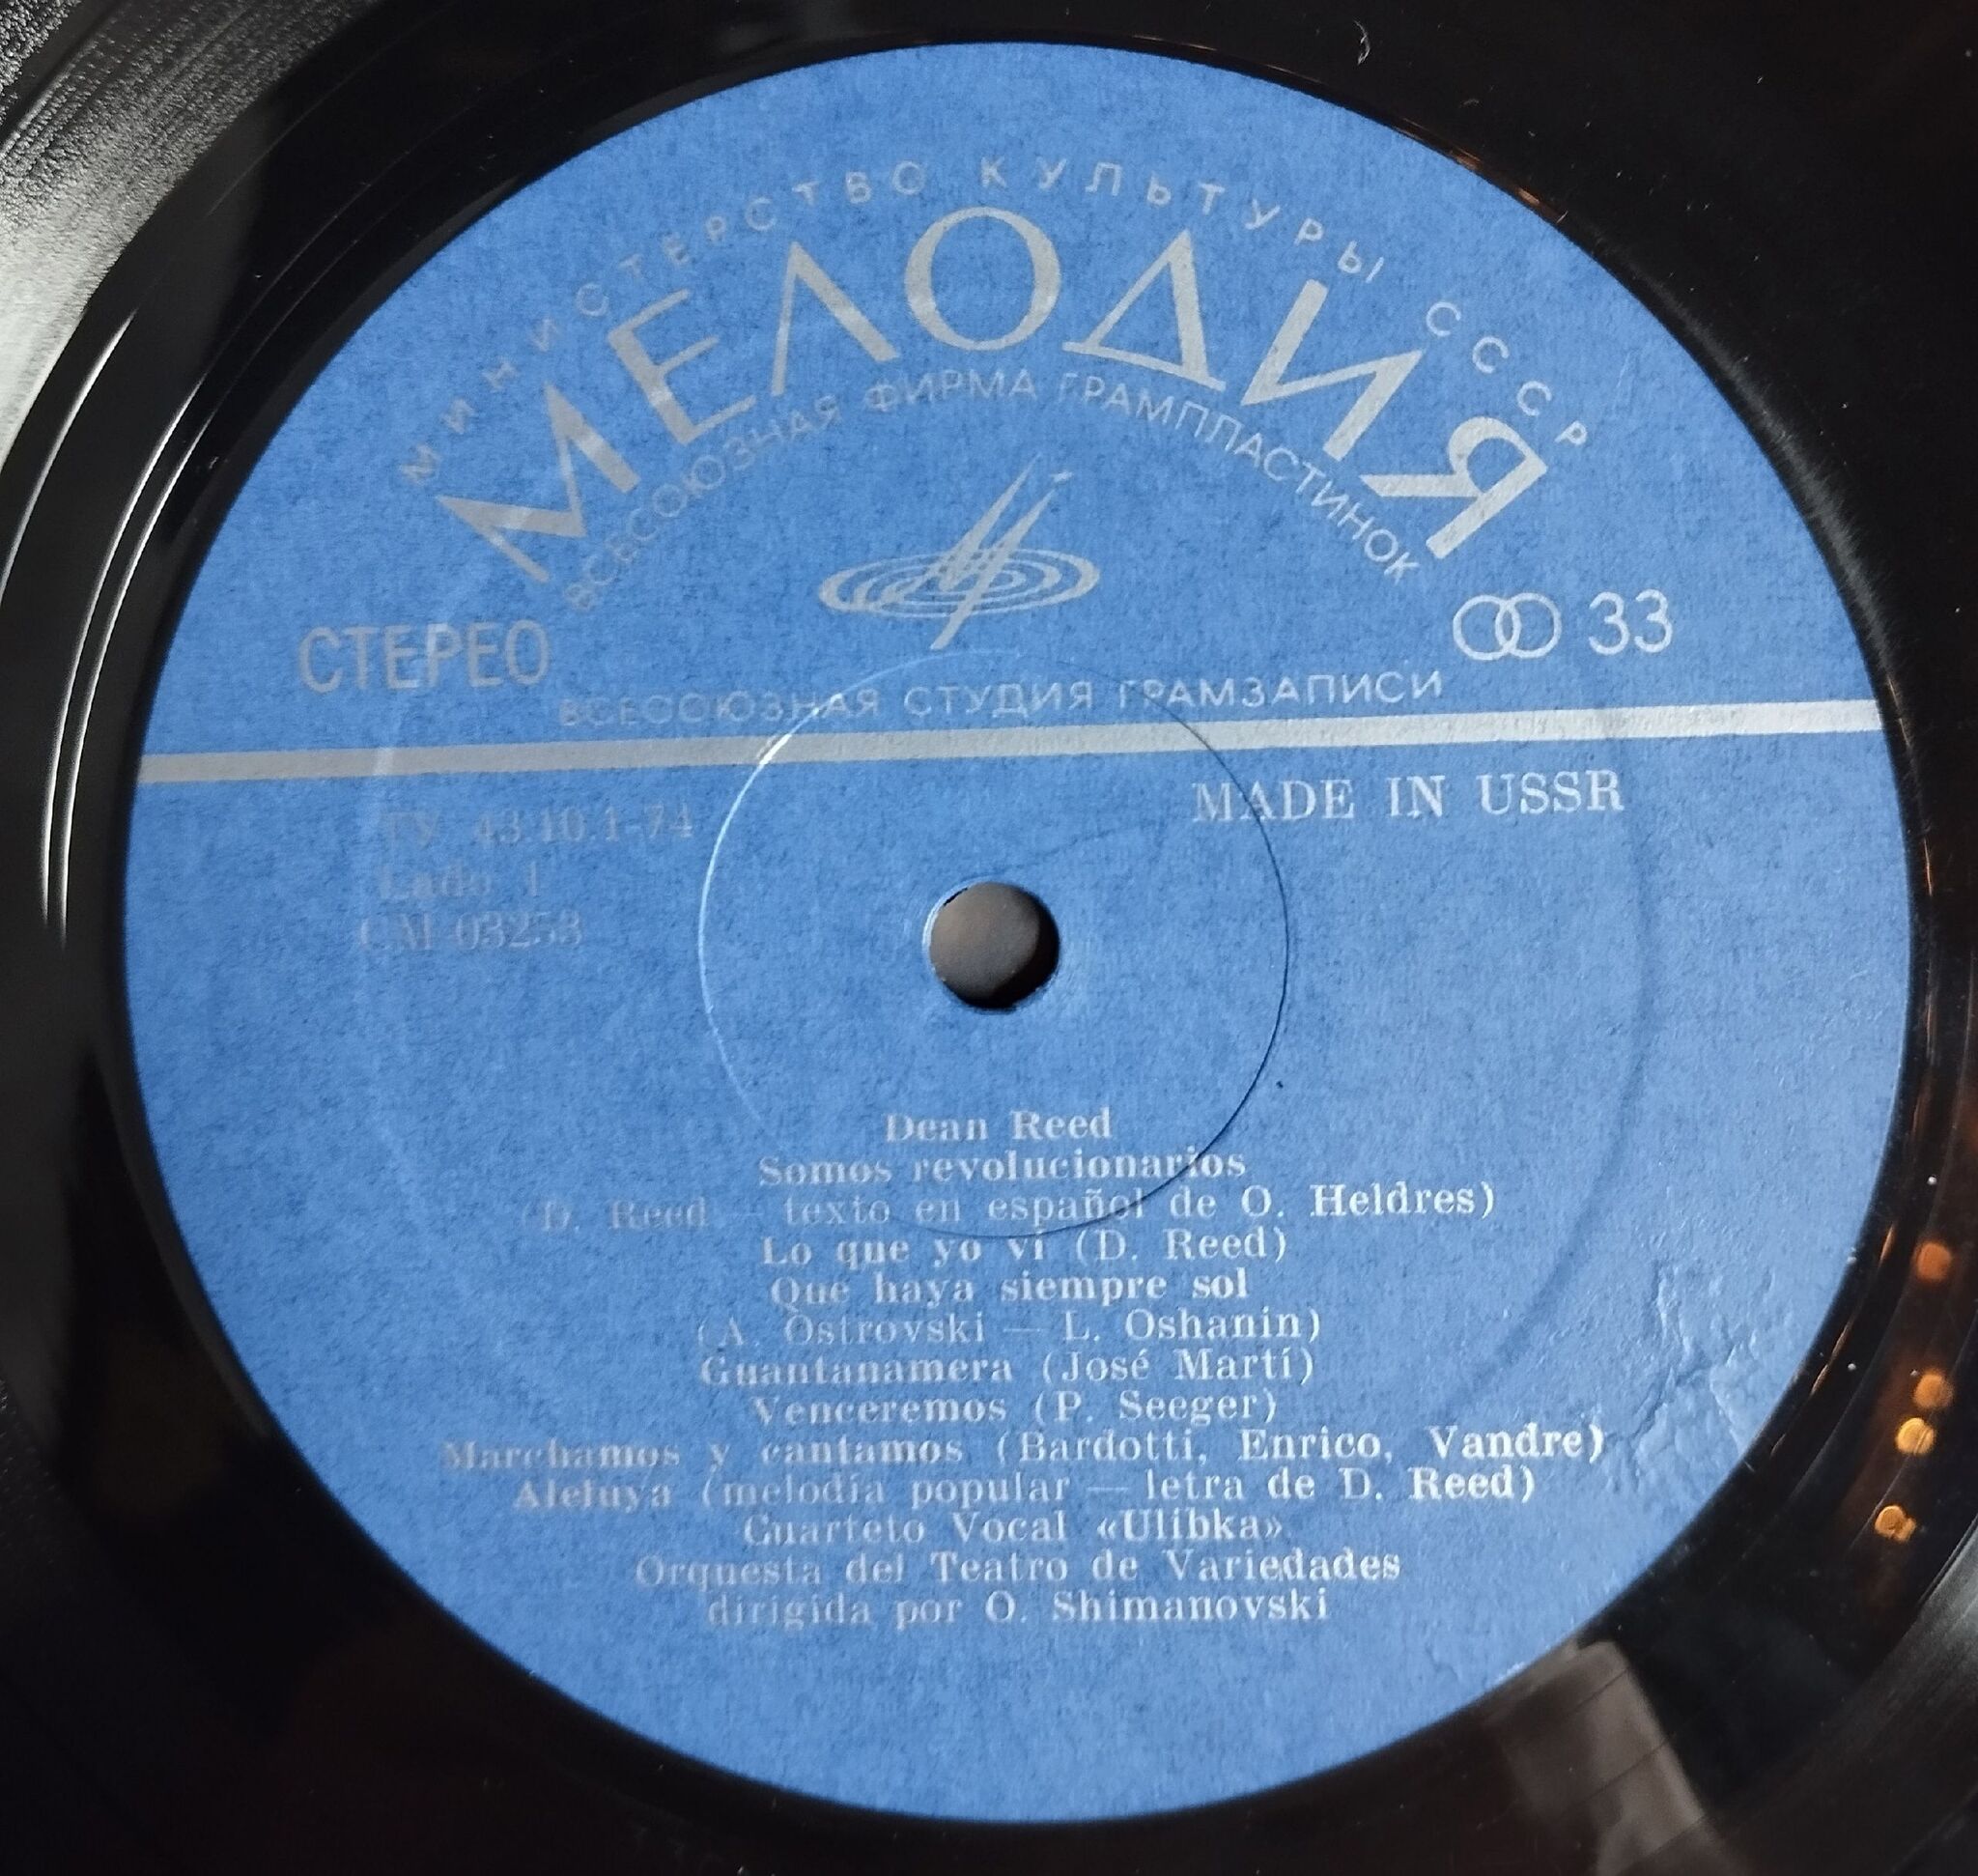 МИНИСТЕРСТВО КУЛЬТУРЫ СССР
МЕЛОДИЯ
ВСЕСОЮЗНАЯ ФИРМА ГРАМПЛАСТИНОК
СТЕРЕО
33
ВСЕСОЮЗНАЯ СТУДИЯ ГРАМЗАПИСИ
MADE IN USSR
ТУ 43.10.1-74
Lado 1
СМ 03253
Dean Reed
Somos revolucionarios
(D. Reed — texto en español de O. Heldres)
Lo que yo vi (D. Reed)
Que haya siempre sol
(A. Ostrovski — L. Oshanin)
Guantanamera (José Martí)
Venceremos (P. Seeger)
Marchamos y cantamos (Bardotti, Enrico, Vandre)
Aleluya (melodía popular — letra de D. Reed)
Cuarteto Vocal «Ulibka»
Orquesta del Teatro de Variedades
dirigida por O. Shimanovski